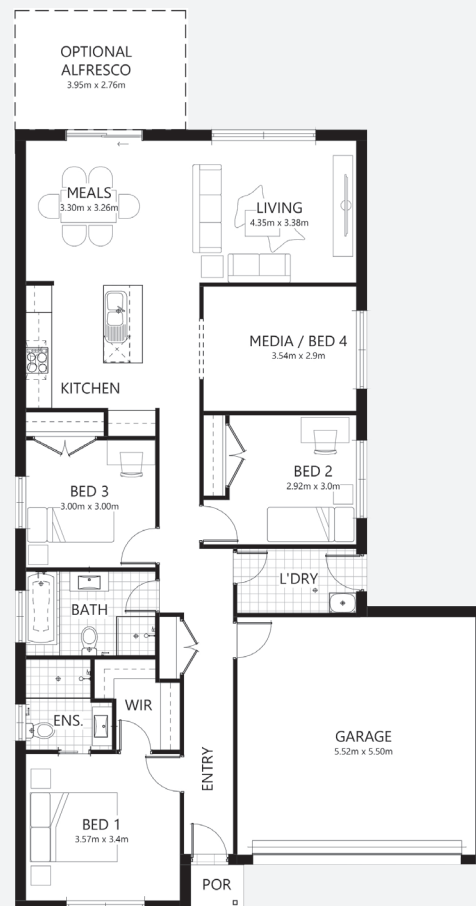 OPTIONAL
ALFRESCO
3.95m x 2.76m
MEALS
3.30m x 3.26m
LIVING
4.35m x 3.38m
MEDIA / BED 4
3.54m x 2.9m
KITCHEN
BED 2
2.92m x 3.0m
BED 3
3.00m x 3.00m
L'DRY
BATH
WIR
ENS.
GARAGE
5.52m x 5.50m
ENTRY
BED 1
3.57m x 3.4m
POR